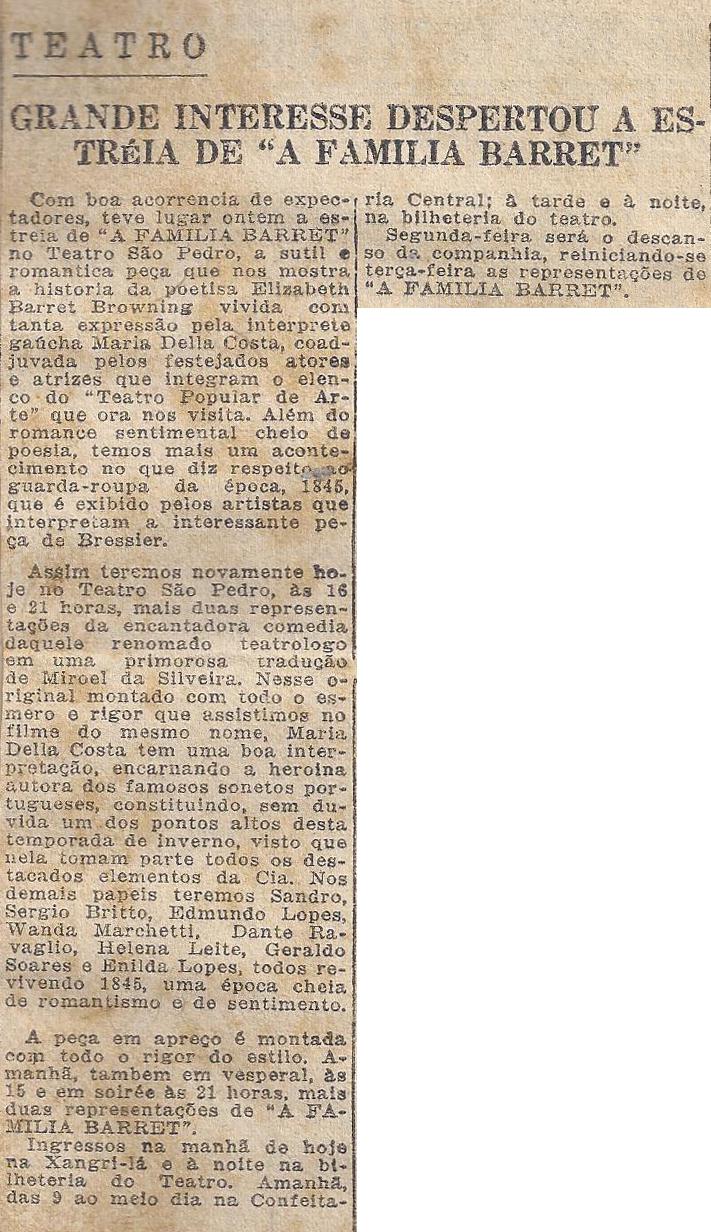 TEATRO
GRANDE INTERESSE DESPERTOU A ES-
TRÉIA DE "A FAMILIA BARRET"
Com boa acorrencia de expec-
tadores, teve lugar ontem a es-
treia de "A FAMILIA BARRET"
no Teatro São Pedro, a sutil e
romantica peça que nos mostra
a historia da poetisa Elizabeth
Barret Browning vivida com
tanta expressão pela interprete
gaúcha Maria Della Costa, coad-
juvada pelos festejados atores
e atrizes que integram o elen-
co do "Teatro Popular de Ar-
te" que ora nos visita. Além do
romance sentimental cheio de
poesia, temos mais um aconte-
cimento no que diz respeito ao
guarda-roupa da época, 1845,
que é exibido pelos artistas que
interpretam a interessante pe-
ça de Bressier.
Assim teremos novamente ho-
je no Teatro São Pedro, às 16
e 21 horas, mais duas represen-
tações da encantadora comedia
daquele renomado teatrologo
em uma primorosa tradução
de Miroel da Silveira. Nesse o-
riginal montado com todo o es-
mero e rigor que assistimos no
filme do mesmo nome, Maria
Della Costa tem uma boa inter-
pretação, encarnando a heroina
autora dos famosos sonetos por-
tugueses, constituindo, sem du-
vida um dos pontos altos desta
temporada de inverno, visto que
nela tomam parte todos os des-
tacados elementos da Cia. Nos
demais papeis teremos Sandro,
Sergio Britto, Edmundo Lopes,
Wanda Marchetti, Dante Ra-
vaglio, Helena Leite, Geraldo
Soares e Enilda Lopes, todos re-
vivendo 1845, uma época cheia
de romantismo e de sentimento.
A peça em apreço é montada
com todo o rigor do estilo. A-
manhã, tambem em vesperal, às
15 e em soirée às 21 horas, mais
duas representações de "A FA-
MILIA BARRET".
Ingressos na manhã de hoje
na Xangri-lá e à noite na bi-
lheteria do Teatro. Amanhã,
das 9 ao meio dia na Confeita-
ria Central; à tarde e à noite,
na bilheteria do teatro.
Segunda-feira será o descan-
so da companhia, reiniciando-se
terça-feira as representações de
"A FAMILIA BARRET".